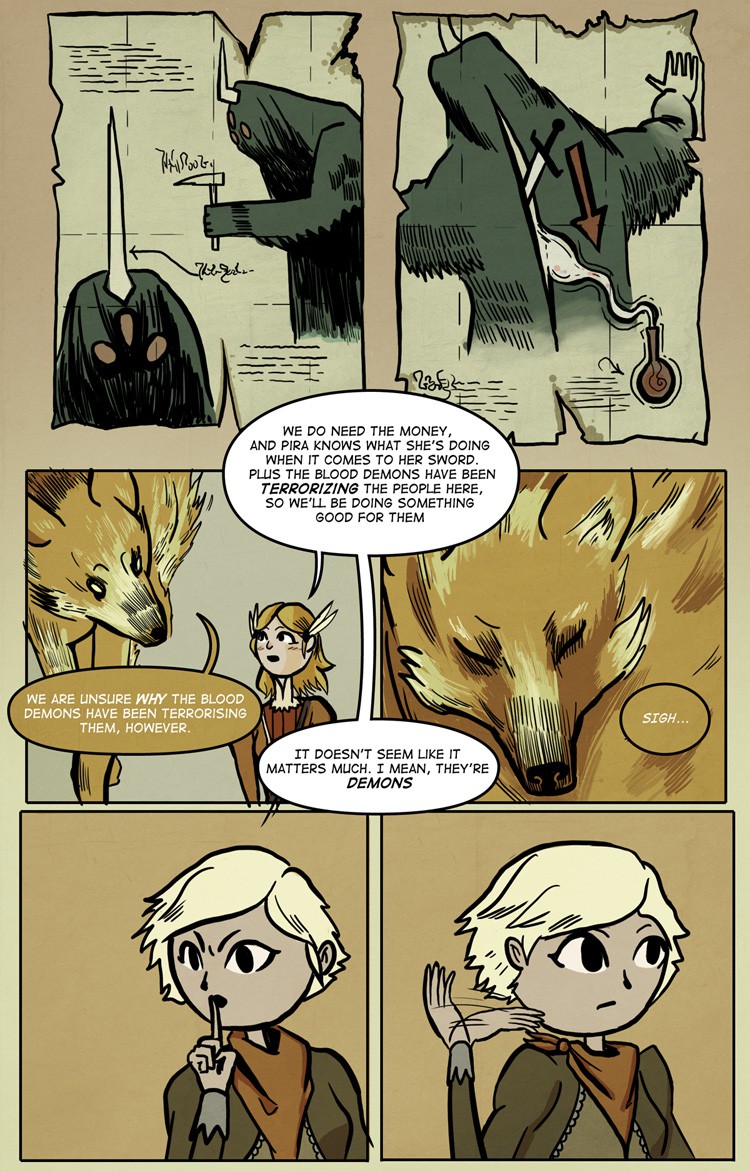 WE DO NEED THE MONEY,
AND PIRA KNOWS WHAT SHE'S DOING
WHEN IT COMES TO HER SWORD.
PLUS THE BLOOD DEMONS HAVE BEEN
TERRORIZING THE PEOPLE HERE,
SO WE'LL BE DOING SOMETHING
GOOD FOR THEM
WE ARE UNSURE WHY THE BLOOD
DEMONS HAVE BEEN TERRORISING
THEM, HOWEVER.
IT DOESN'T SEEM LIKE IT
MATTERS MUCH. I MEAN, THEY'RE
DEMONS
SIGH...